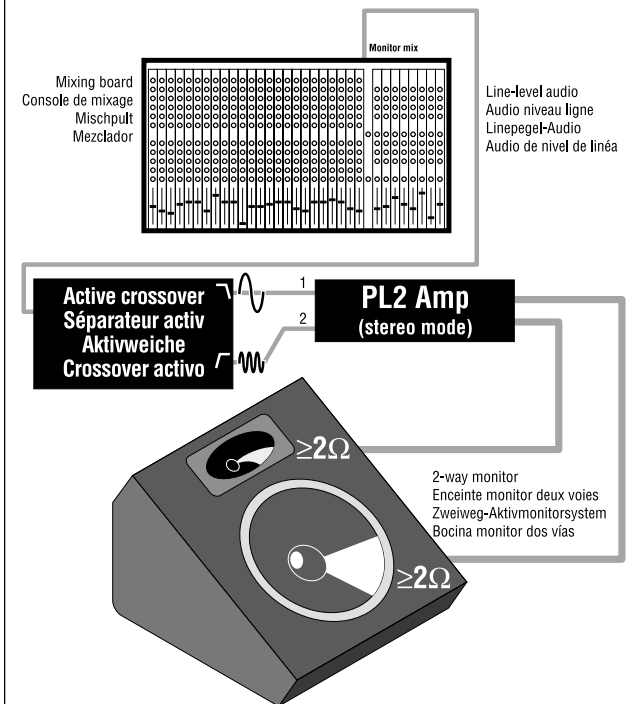 Monitor mix
Mixing board
Console de mixage
Mischpult
Mezclador
Line-level audio
Audio niveau ligne
Linepegel-Audio
Audio de nivel de linéa
Active crossover
Séparateur activ
Aktivweiche
Crossover activo
1
2
PL2 Amp
(stereo mode)
≥2Ω
2-way monitor
Enceinte monitor deux voies
Zweiweg-Aktivmonitorsystem
Bocina monitor dos vías
≥2Ω